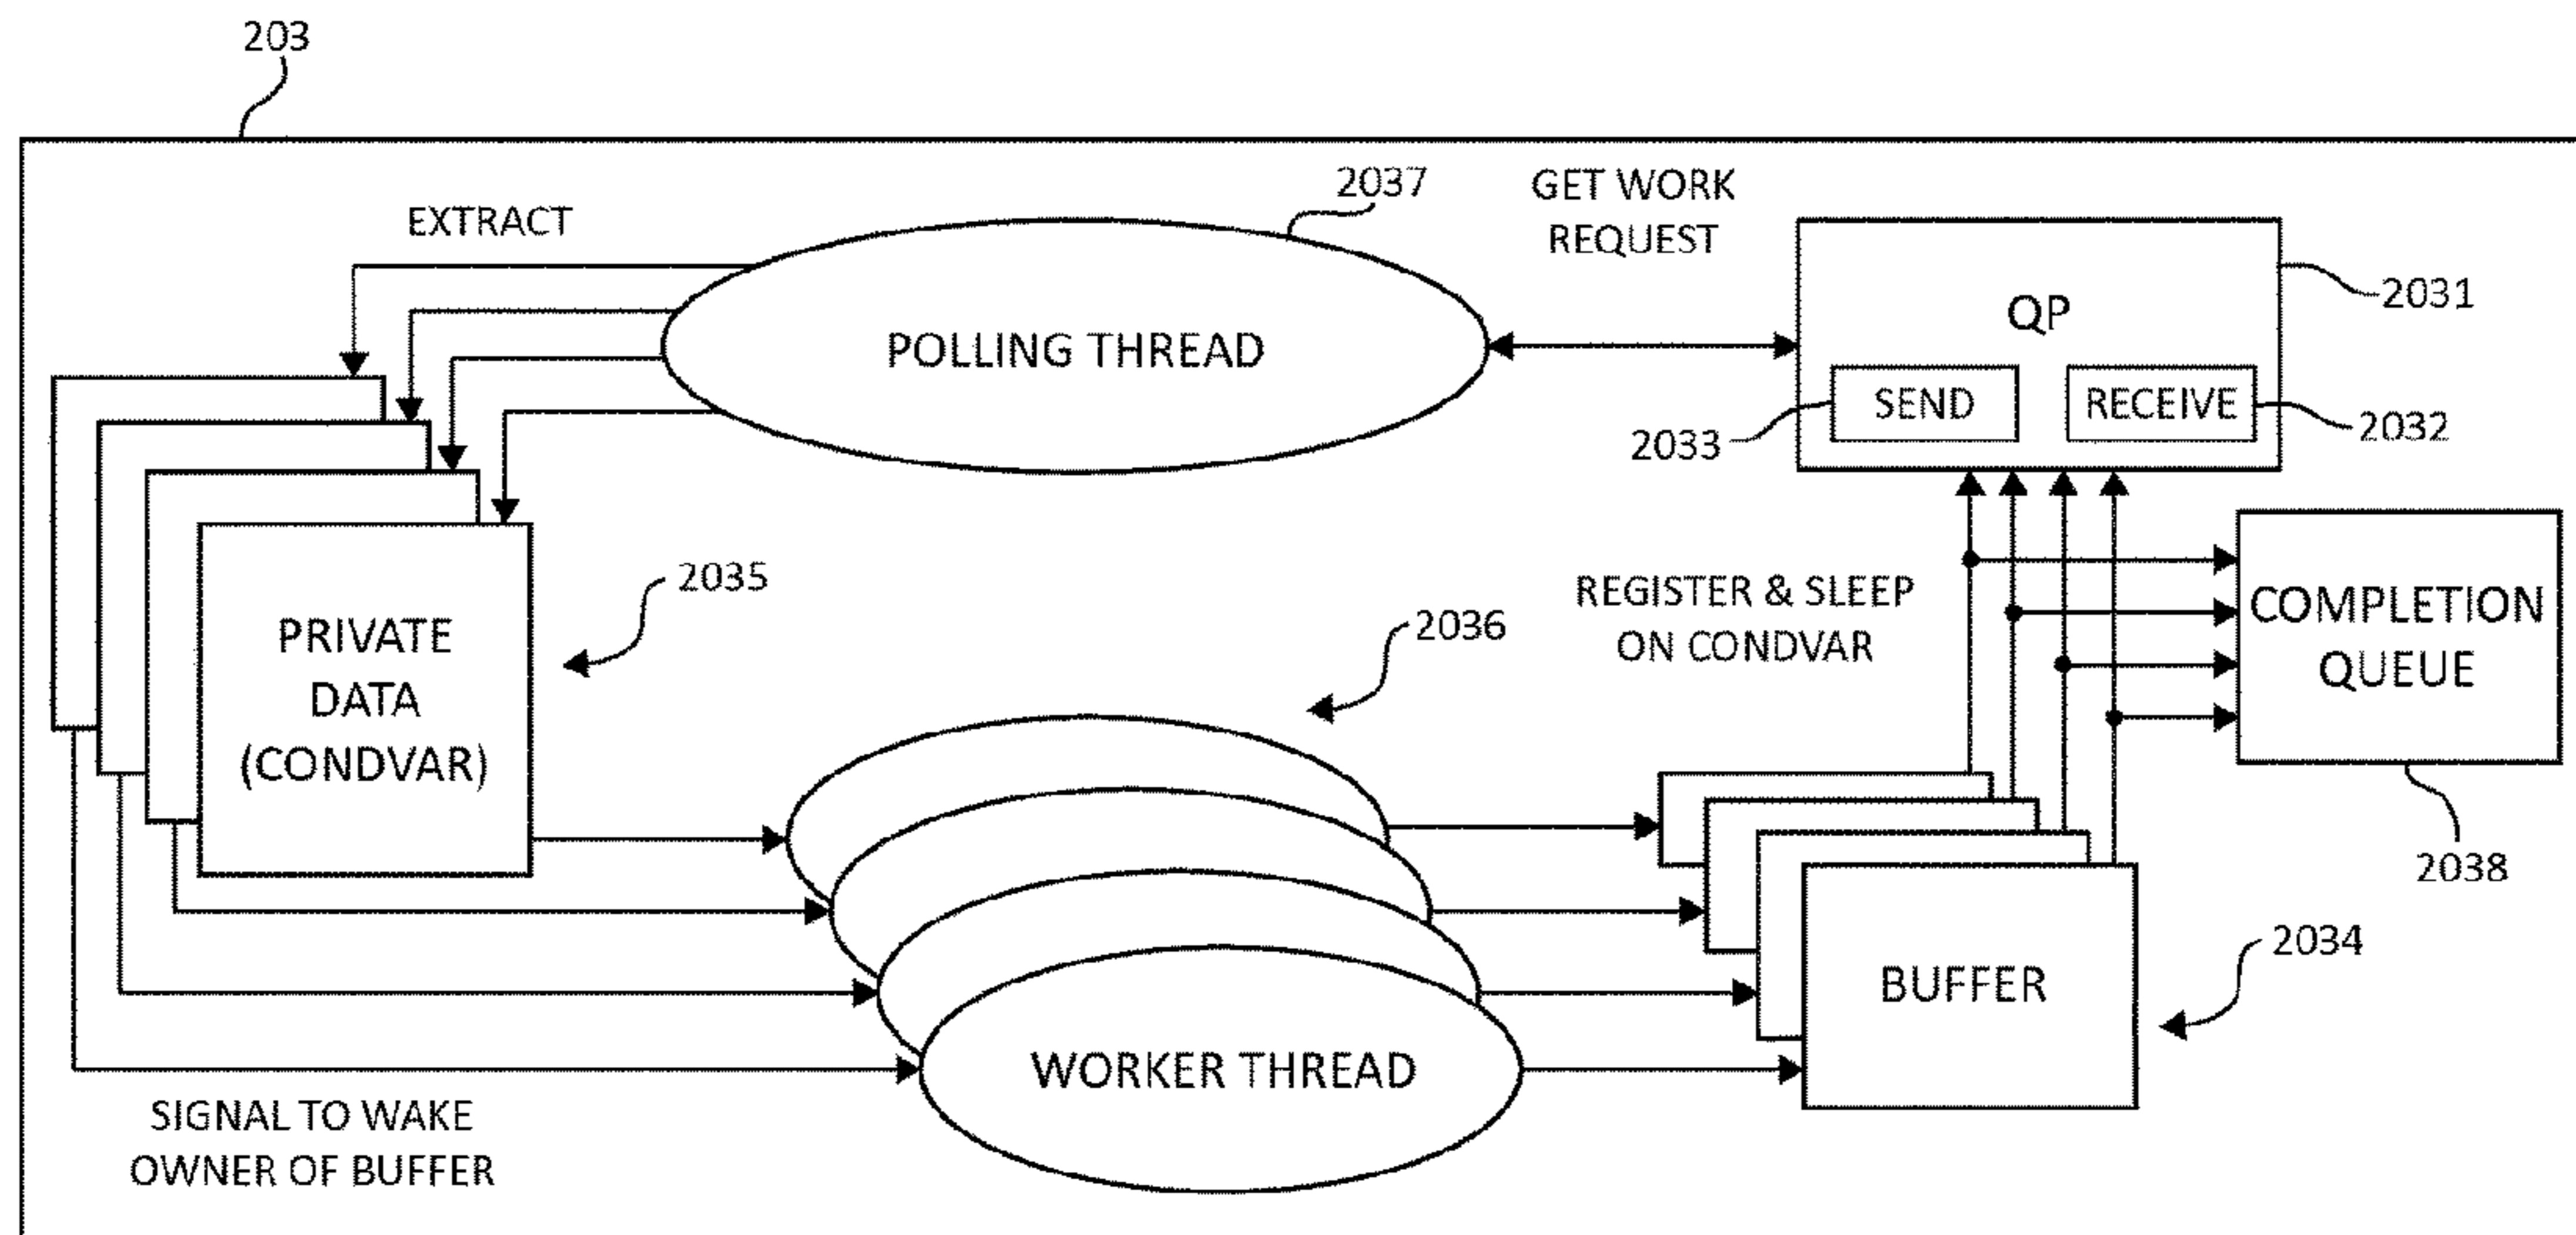 203
2037
GET WORK
REQUEST
EXTRACT
2031
QP
POLLING THREAD
SEND
RECEIVE
2033
2032
2035
PRIVATE
DATA
(CONDVAR)
2036
REGISTER & SLEEP
ON CONDVAR
COMPLETION
QUEUE
2038
2034
BUFFER
WORKER THREAD
SIGNAL TO WAKE
OWNER OF BUFFER